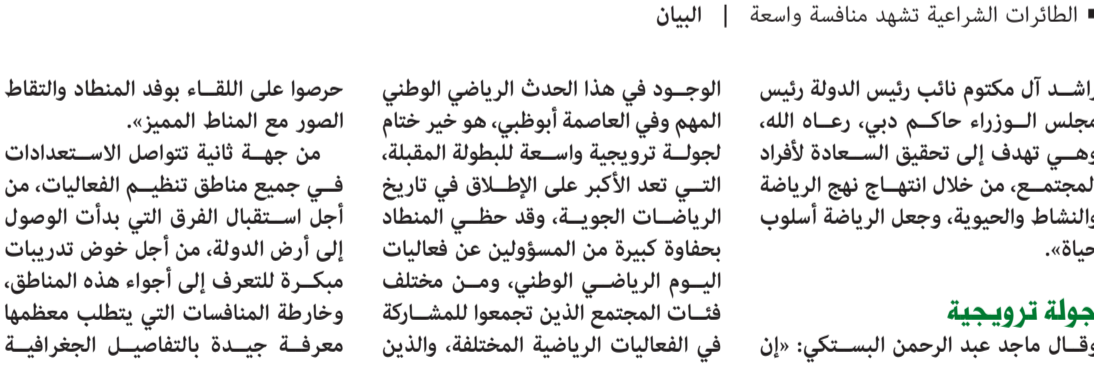 الطائرات الشراعية تشهد منافسة واسعة | البيان
راشد آل مكتوم نائب رئيس الدولة رئيس
مجلس الوزراء حاكم دبي، رعاه الله،
وهي تهدف إلى تحقيق السعادة لأفراد
المجتمع، من خلال انتهاج نهج الرياضة
والنشاط والحيوية، وجعل الرياضة أسلوب
حياة».
جولة ترويجية
وقال ماجد عبد الرحمن البستكي: «إن
الوجود في هذا الحدث الرياضي الوطني
المهم وفي العاصمة أبوظبي، هو خير ختام
لجولة ترويجية واسعة للبطولة المقبلة،
التي تعد الأكبر على الإطلاق في تاريخ
الرياضات الجوية، وقد حظي المنطاد
بحفاوة كبيرة من المسؤولين عن فعاليات
اليوم الرياضي الوطني، ومن مختلف
فئات المجتمع الذين تجمعوا للمشاركة
في الفعاليات الرياضية المختلفة، والذين
حرصوا على اللقاء بوفد المنطاد والتقاط
الصور مع المناط المميز».
من جهة ثانية تتواصل الاستعدادات
في جميع مناطق تنظيم الفعاليات، من
أجل استقبال الفرق التي بدأت الوصول
إلى أرض الدولة، من أجل خوض تدريبات
مبكرة للتعرف إلى أجواء هذه المناطق،
وخارطة المنافسات التي يتطلب معظمها
معرفة جيدة بالتفاصيل الجغرافية